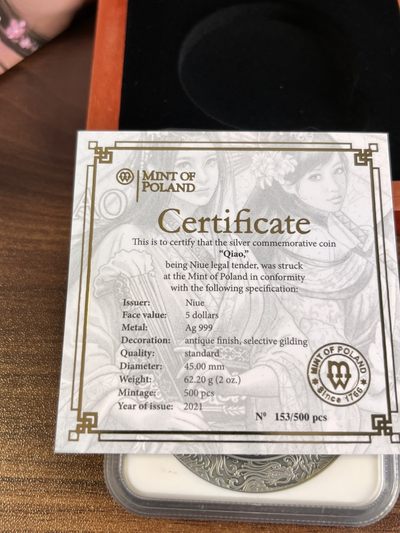 MINT OF
POLAND
Certificate
This is to certify that the silver commemorative coin
"Qiao,"
being Niue legal tender, was struck
at the Mint of Poland in conformity
with the following specification:
Issuer: Niue
Face value: 5 dollars
Metal: Ag 999
Decoration: antique finish, selective gilding
Quality: standard
Diameter: 45.00 mm
Weight: 62.20 g (2 oz.)
Mintage: 500 pcs
Year of issue: 2021
Nº 153/500 pcs
MINT OF POLAND
Since 1766